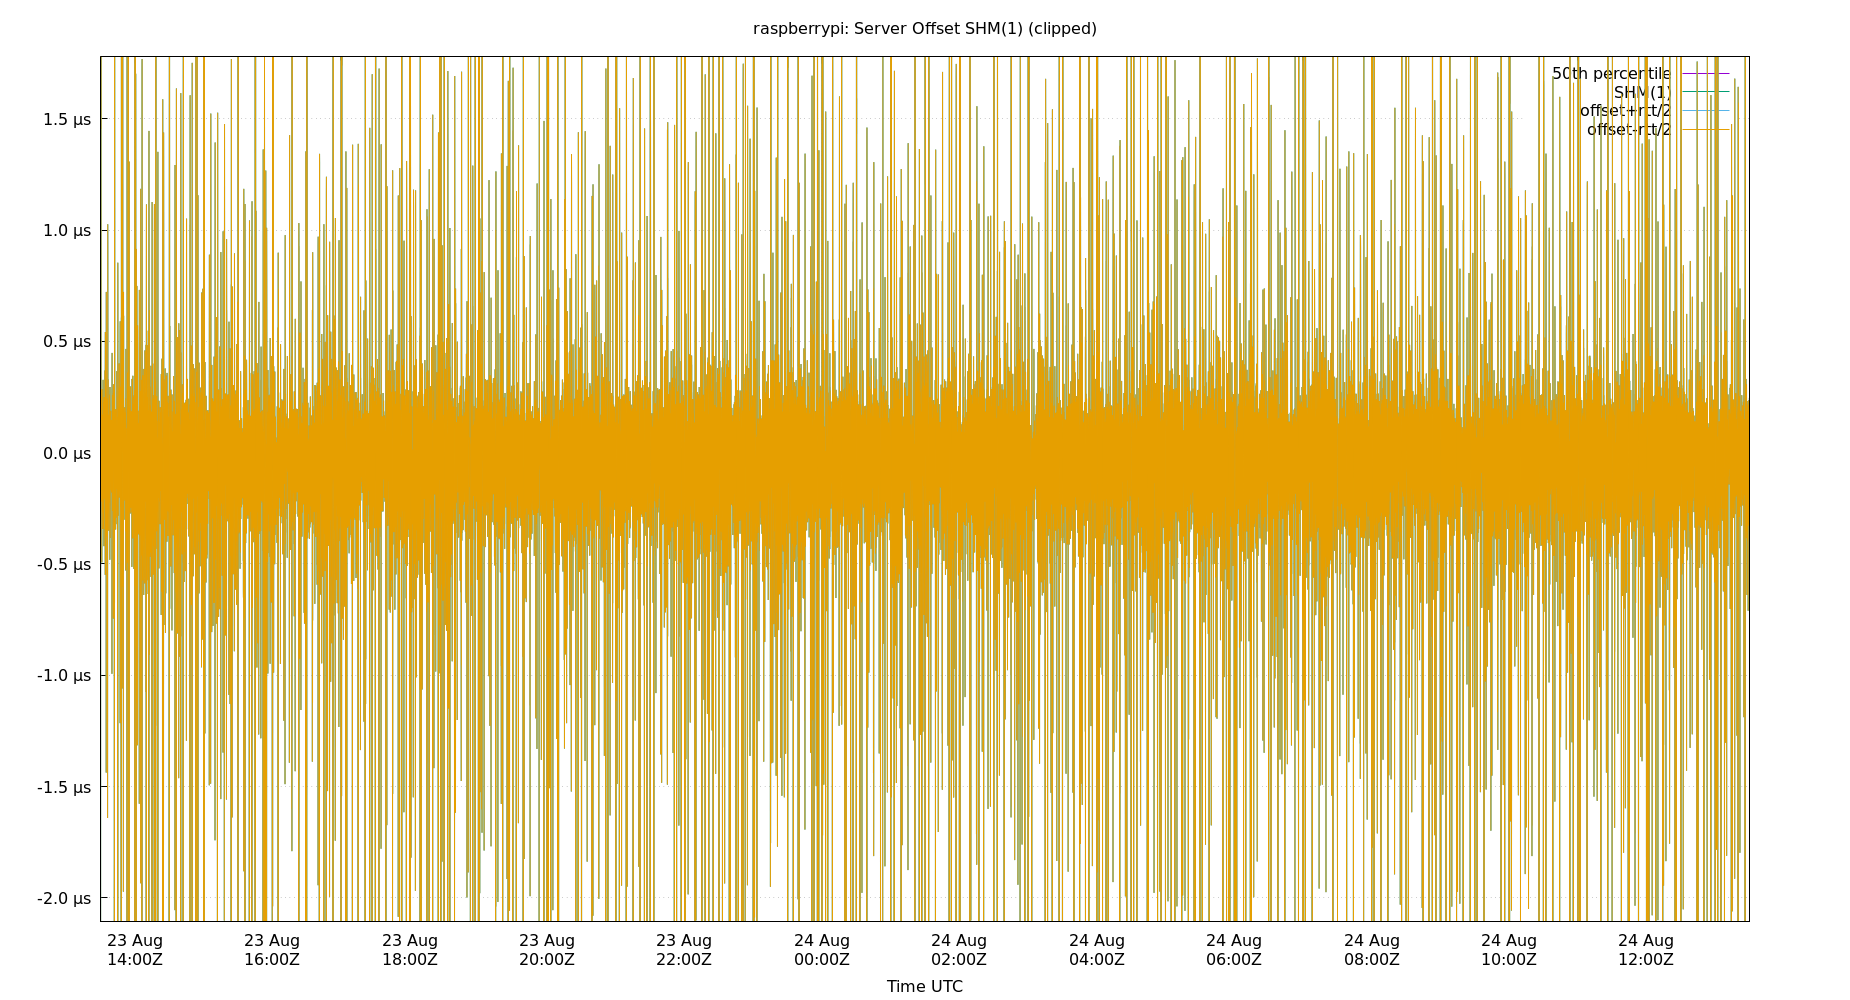 raspberrypi: Server Offset SHM(1) (clipped)
50th percentile
SHM(1)
offset+rtt/2
offset-rtt/2
1.5 µs
1.0 µs
0.5 µs
0.0 µs
-0.5 µs
-1.0 µs
-1.5 µs
-2.0 µs
23 Aug 23 Aug 23 Aug 23 Aug 23 Aug 24 Aug 24 Aug 24 Aug 24 Aug 24 Aug 24 Aug 24 Aug
14:00Z 16:00Z 18:00Z 20:00Z 22:00Z 00:00Z 02:00Z 04:00Z 06:00Z 08:00Z 10:00Z 12:00Z
Time UTC